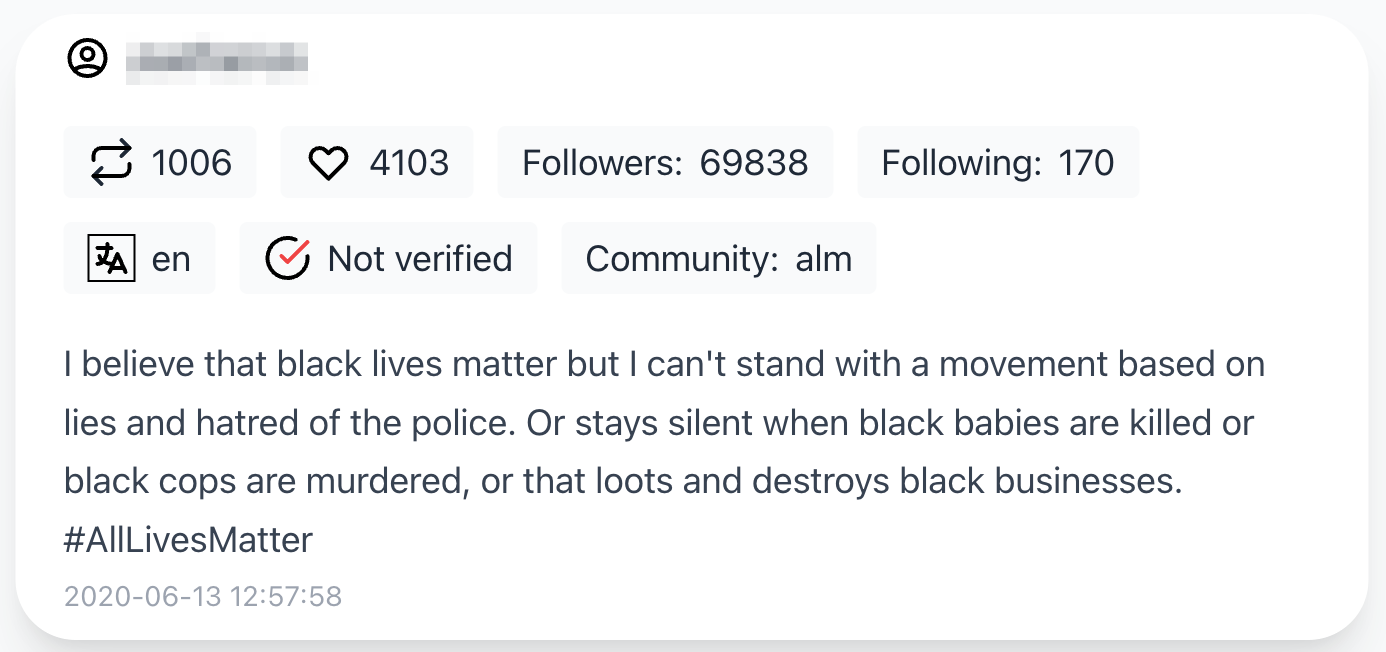 1006 4103 Followers: 69838 Following: 170
en Not verified Community: alm
I believe that black lives matter but I can't stand with a movement based on
lies and hatred of the police. Or stays silent when black babies are killed or
black cops are murdered, or that loots and destroys black businesses.
#AllLivesMatter
2020-06-13 12:57:58